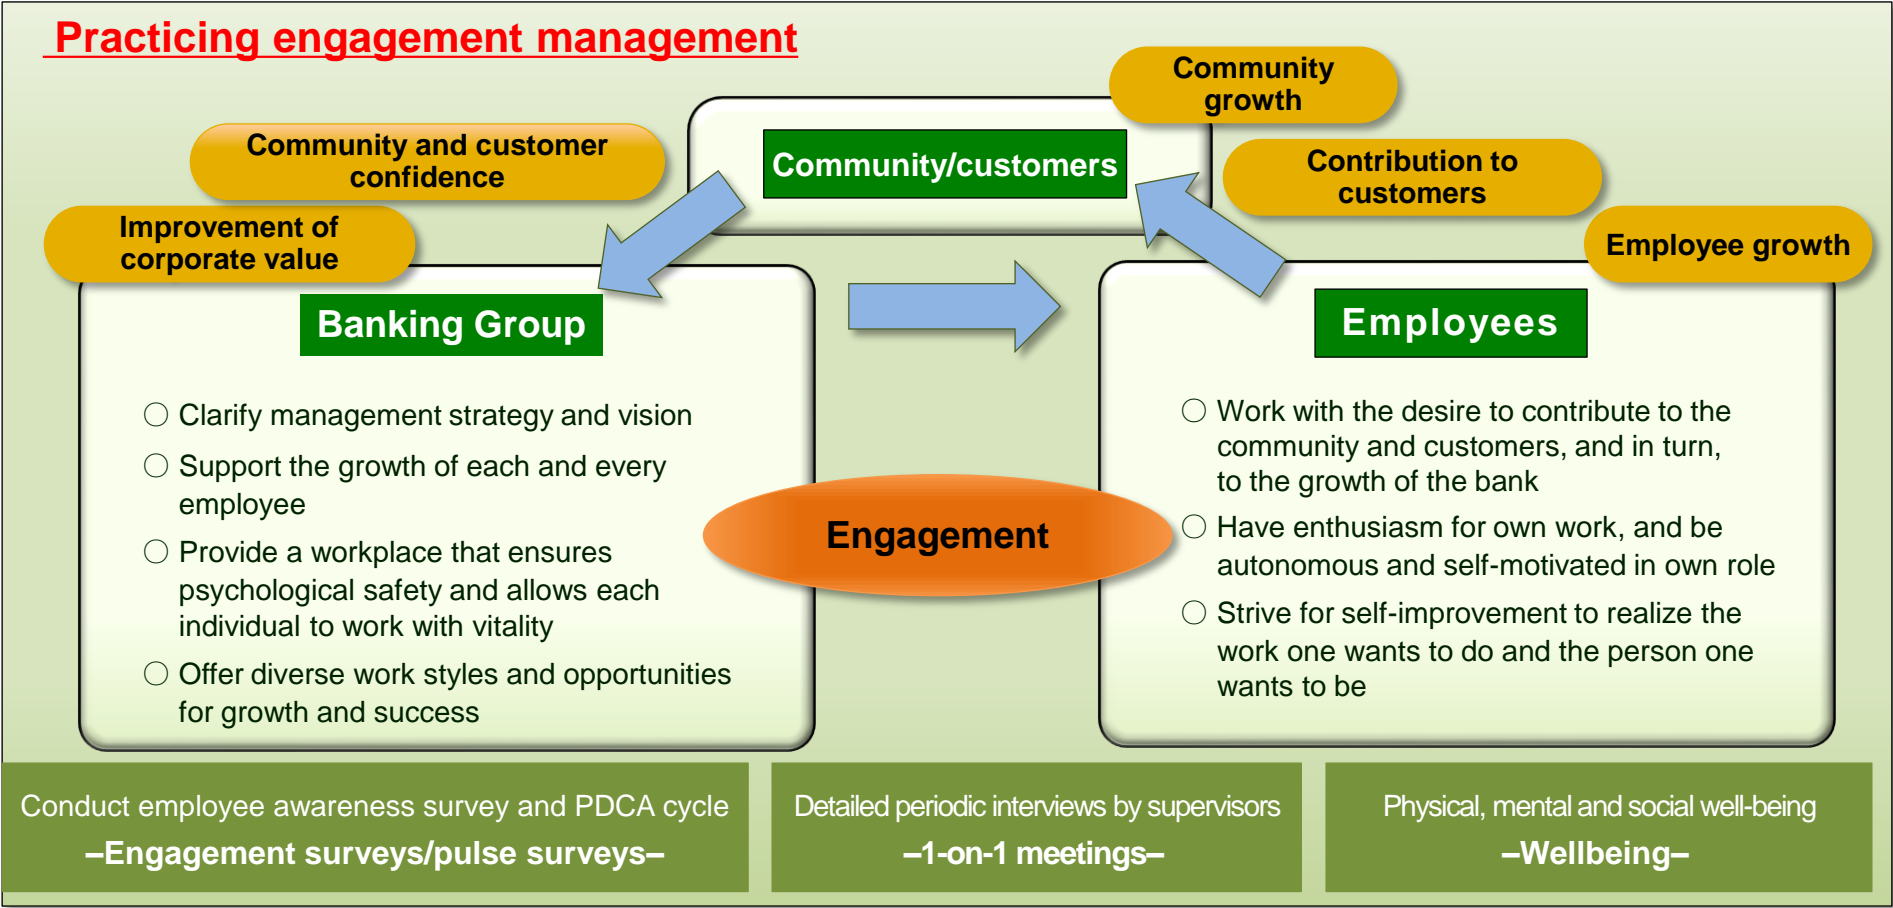 Practicing engagement management
Community
growth
Community/customers
Community and customer
confidence
Contribution to
customers
Improvement of
corporate value
Employee growth
Banking Group
○ Clarify management strategy and vision
○ Support the growth of each and every
employee
○ Provide a workplace that ensures
psychological safety and allows each
individual to work with vitality
○ Offer diverse work styles and opportunities
for growth and success
Engagement
Employees
○ Work with the desire to contribute to the
community and customers, and in turn,
to the growth of the bank
○ Have enthusiasm for own work, and be
autonomous and self-motivated in own role
○ Strive for self-improvement to realize the
work one wants to do and the person one
wants to be
Conduct employee awareness survey and PDCA cycle
–Engagement surveys/pulse surveys–
Detailed periodic interviews by supervisors
–1-on-1 meetings–
Physical, mental and social well-being
–Wellbeing–